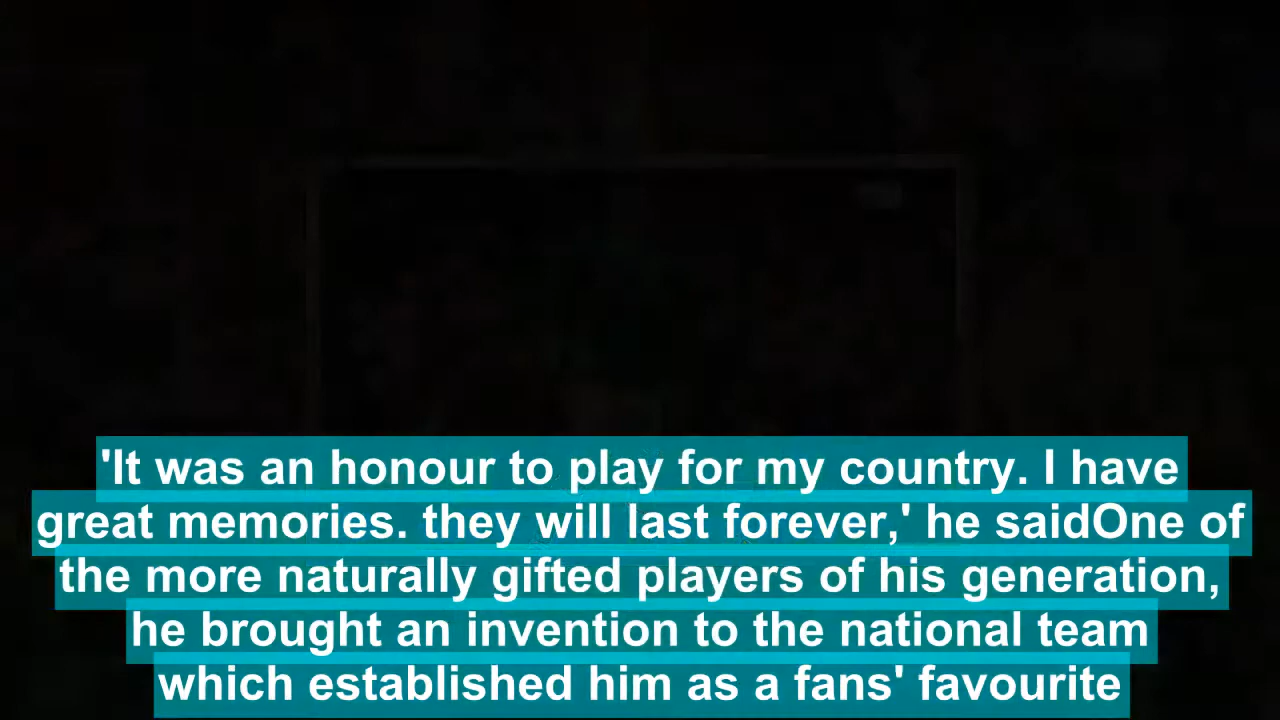 'It was an honour to play for my country. I have
great memories. they will last forever,' he saidOne of
the more naturally gifted players of his generation,
he brought an invention to the national team
which established him as a fans' favourite